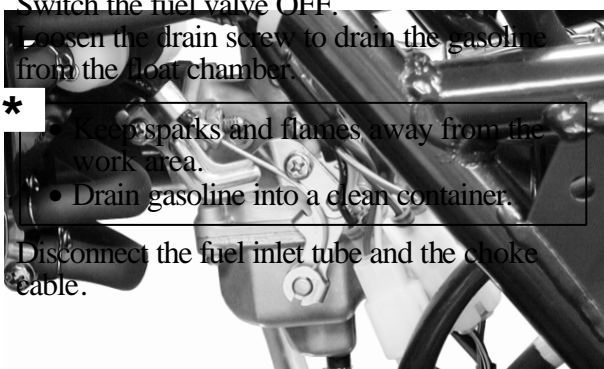 Switch the fuel valve OFF.
Loosen the drain screw to drain the gasoline
from the float chamber.
*
• Keep sparks and flames away from the
work area.
• Drain gasoline into a clean container.
Disconnect the fuel inlet tube and the choke
cable.